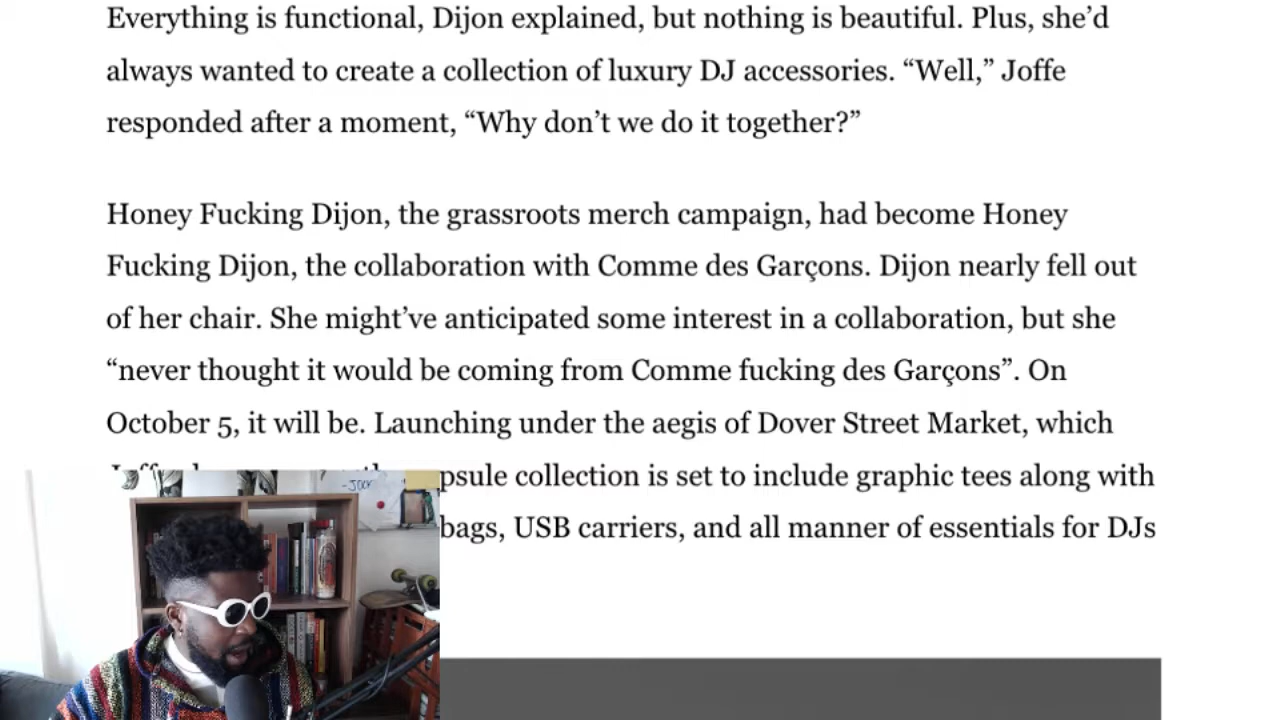 Everything is functional, Dijon explained, but nothing is beautiful. Plus, she’d
always wanted to create a collection of luxury DJ accessories. “Well,” Joffe
responded after a moment, “Why don’t we do it together?”
Honey Fucking Dijon, the grassroots merch campaign, had become Honey
Fucking Dijon, the collaboration with Comme des Garçons. Dijon nearly fell out
of her chair. She might’ve anticipated some interest in a collaboration, but she
“never thought it would be coming from Comme fucking des Garçons”. On
October 5, it will be. Launching under the aegis of Dover Street Market, which
collection is set to include graphic tees along with
bags, USB carriers, and all manner of essentials for DJs